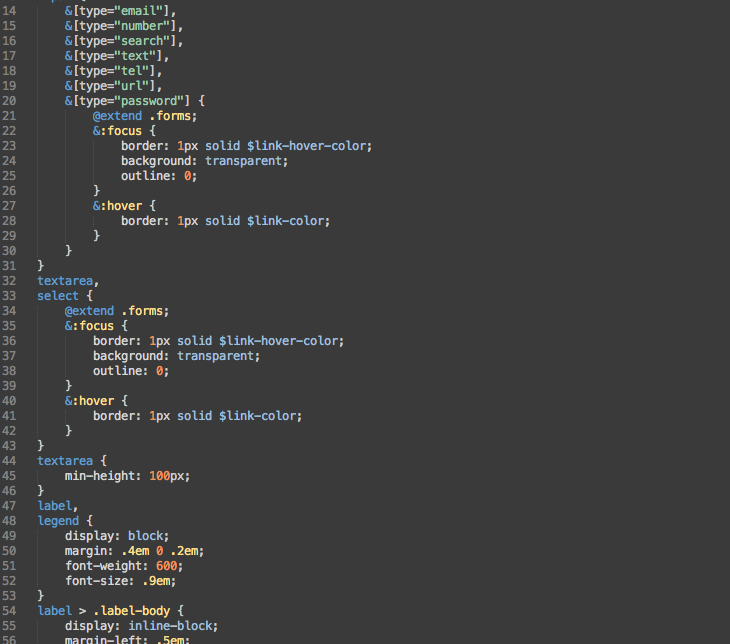 14 &[type="email"],
15 &[type="number"],
16 &[type="search"],
17 &[type="text"],
18 &[type="tel"],
19 &[type="url"],
20 &[type="password"] {
21 @extend .forms;
22 &:focus {
23 border: 1px solid $link-hover-color;
24 background: transparent;
25 outline: 0;
26 }
27 &:hover {
28 border: 1px solid $link-color;
29 }
30 }
31 }
32 textarea,
33 select {
34 @extend .forms;
35 &:focus {
36 border: 1px solid $link-hover-color;
37 background: transparent;
38 outline: 0;
39 }
40 &:hover {
41 border: 1px solid $link-color;
42 }
43 }
44 textarea {
45 min-height: 100px;
46 }
47 label,
48 legend {
49 display: block;
50 margin: .4em 0 .2em;
51 font-weight: 600;
52 font-size: .9em;
53 }
54 label > .label-body {
55 display: inline-block;
56 margin-left: .5em;